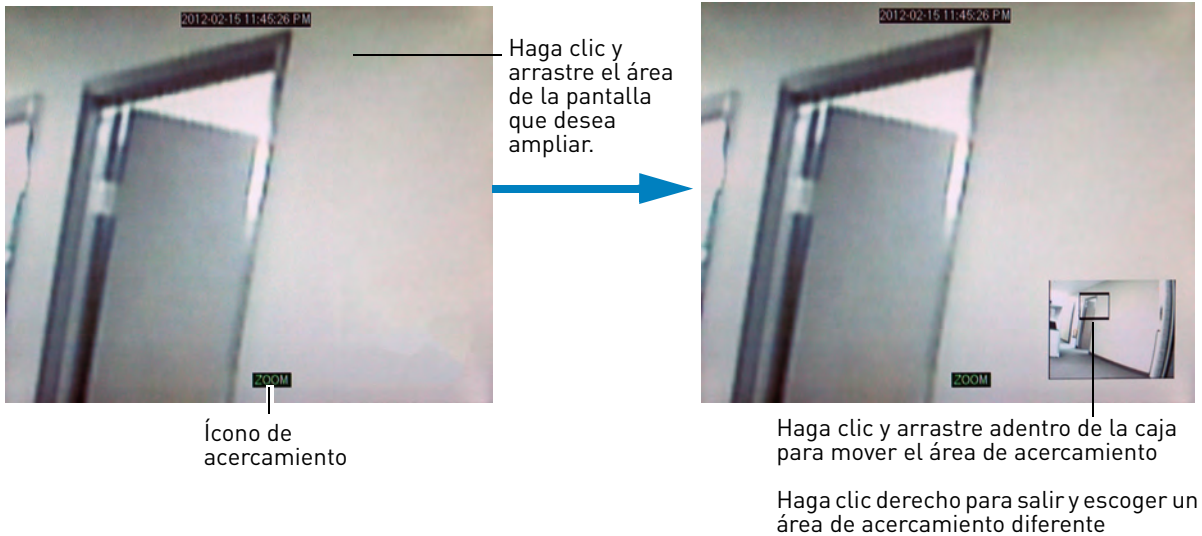 2012-02-15 11:45:26 PM
Haga clic y
arrastre el área
de la pantalla
que desea
ampliar.
ZOOM
Ícono de
acercamiento
2012-02-15 11:45:26 PM
ZOOM
Haga clic y arrastre adentro de la caja
para mover el área de acercamiento
Haga clic derecho para salir y escoger un
área de acercamiento diferente